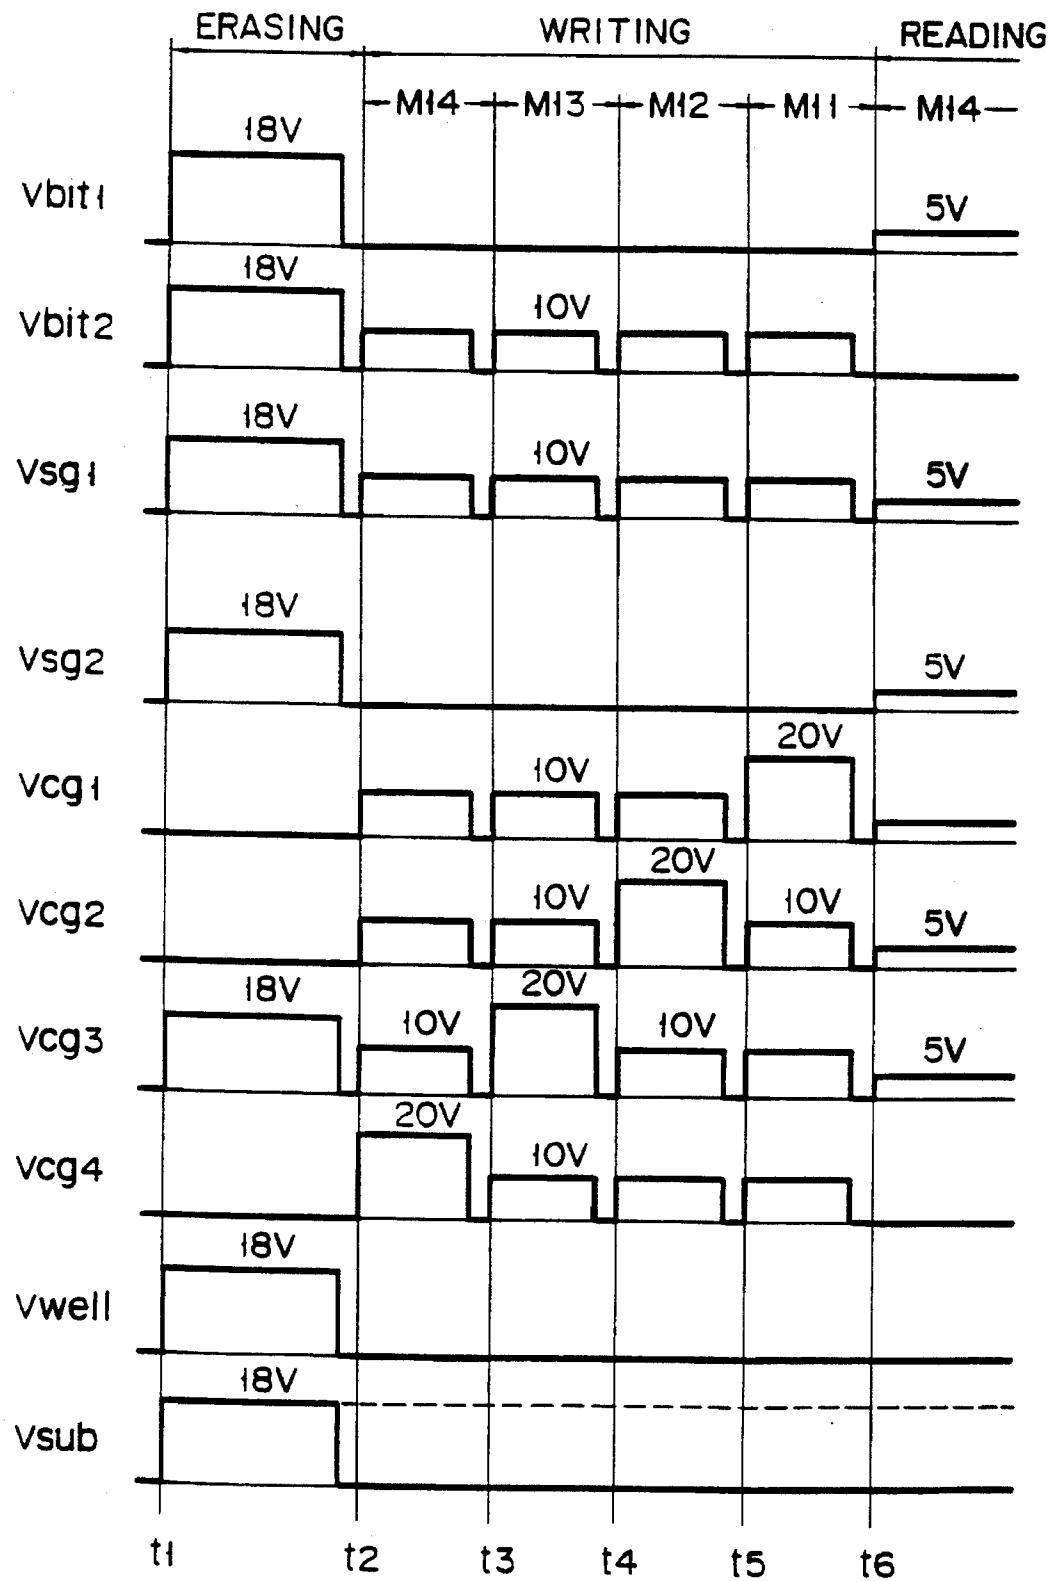 ERASING WRITING READING
M14 M13 M12 M11 M14
18V
Vbit1
5V
18V
Vbit2
10V
18V
Vsg1
10V
5V
18V
Vsg2
5V
20V
Vcg1
10V
20V
Vcg2
10V
10V
5V
18V
20V
Vcg3
10V
10V
5V
20V
Vcg4
10V
18V
Vwell
18V
Vsub
t1 t2 t3 t4 t5 t6